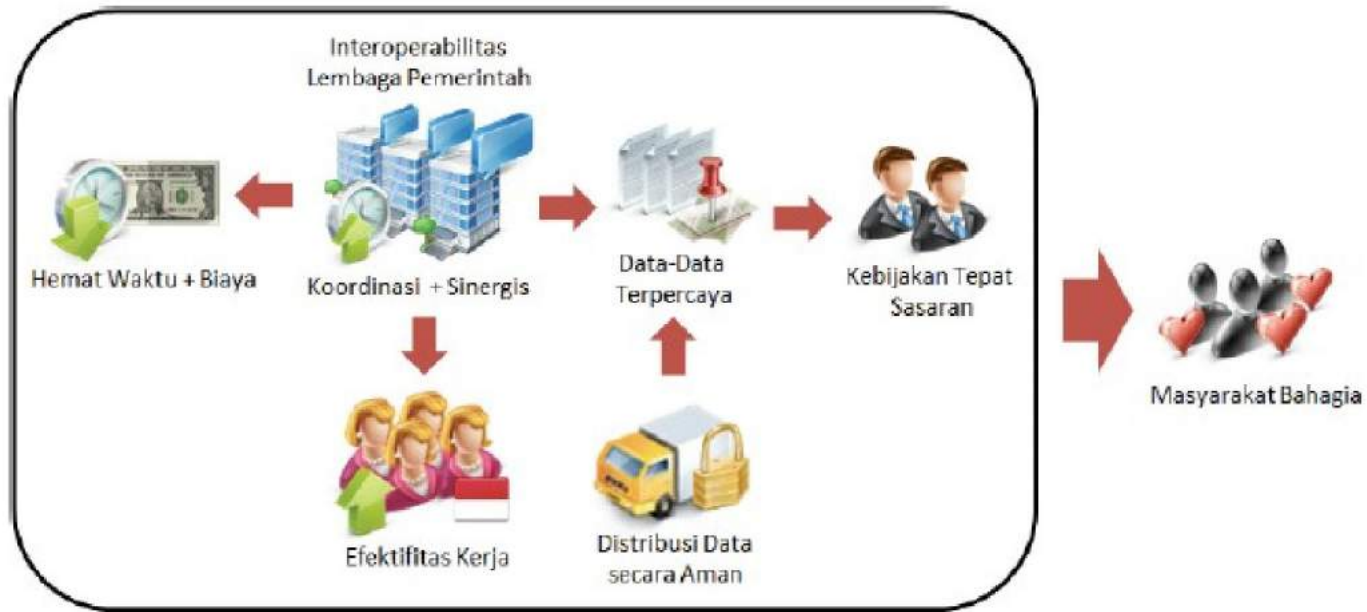 Interoperabilitas
Lembaga Pemerintah
Hemat Waktu + Biaya
Koordinasi + Sinergis
Data-Data
Terpercaya
Kebijakan Tepat
Sasaran
Masyarakat Bahagia
Efektifitas Kerja
Distribusi Data
secara Aman